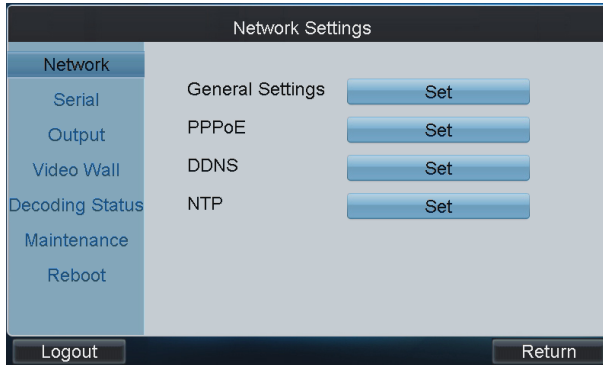 Network Settings
Network
Serial
Output
Video Wall
Decoding Status
Maintenance
Reboot
General Settings Set
PPPoE Set
DDNS Set
NTP Set
Logout Return